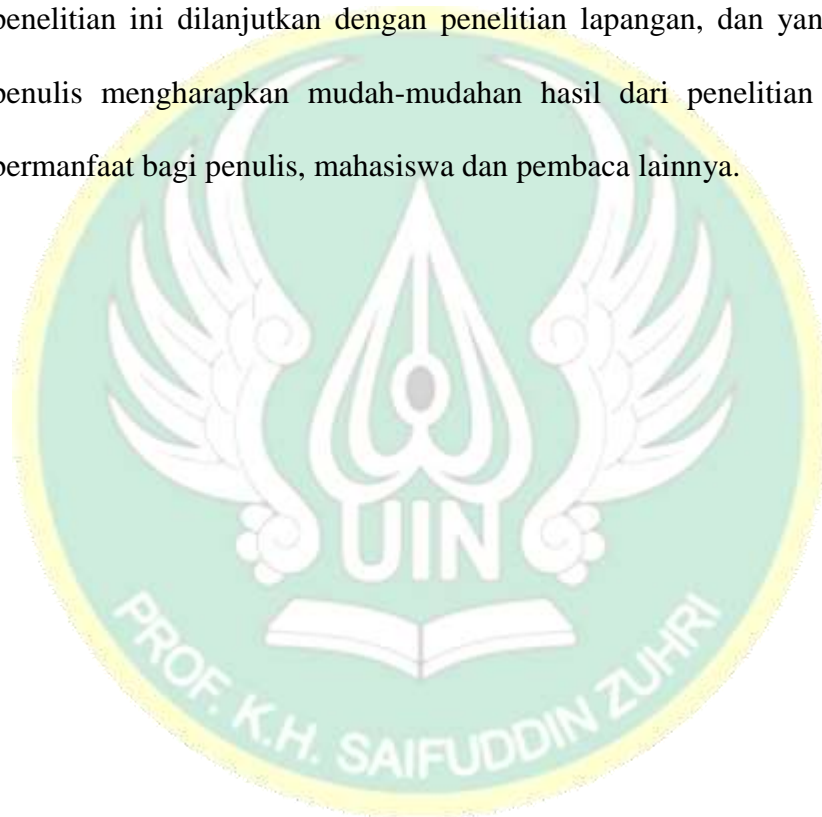 penelitian ini dilanjutkan dengan penelitian lapangan, dan yan
penulis mengharapkan mudah-mudahan hasil dari penelitian
bermanfaat bagi penulis, mahasiswa dan pembaca lainnya.
UIN
PROF. K.H. SAIFUDDIN ZUHRI